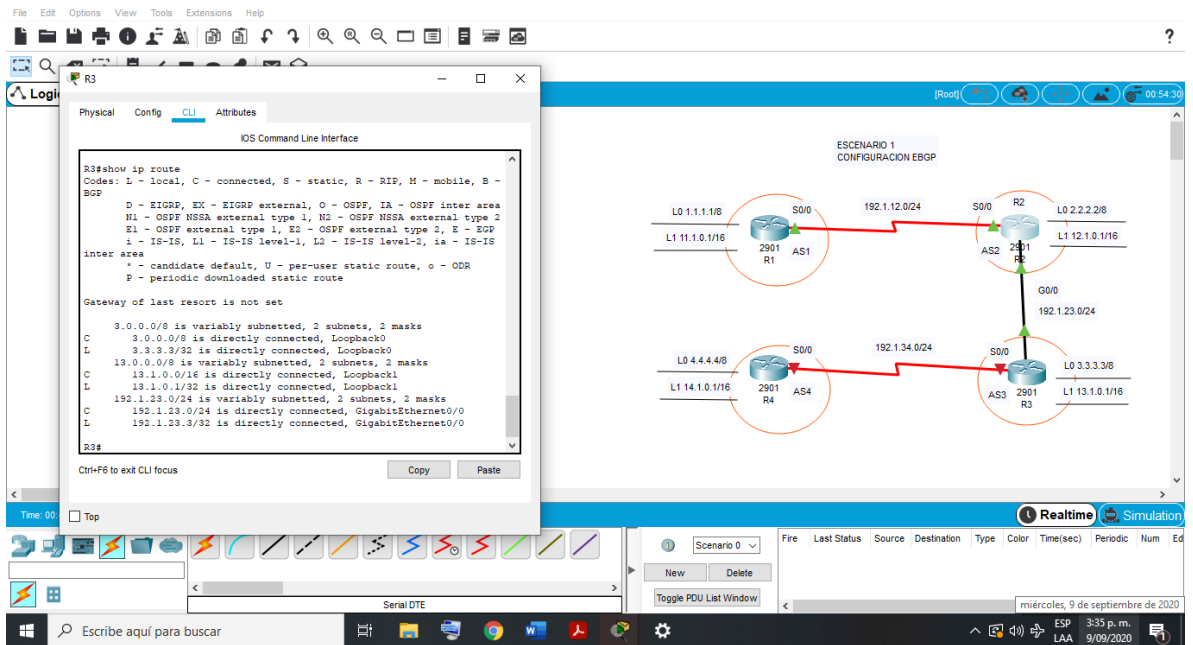 File Edit Options View Tools Extensions Help
R3
Logi
[Root]
00:54:30
Physical Config CLI Attributes
IOS Command Line Interface
R3#show ip route
Codes: L - local, C - connected, S - static, R - RIP, M - mobile, B -
BGP
D - EIGRP, EX - EIGRP external, O - OSPF, IA - OSPF inter area
N1 - OSPF NSSA external type 1, N2 - OSPF NSSA external type 2
E1 - OSPF external type 1, E2 - OSPF external type 2, E - EGP
i - IS-IS, L1 - IS-IS level-1, L2 - IS-IS level-2, ia - IS-IS
inter area
* - candidate default, U - per-user static route, o - ODR
P - periodic downloaded static route
Gateway of last resort is not set
3.0.0.0/8 is variably subnetted, 2 subnets, 2 masks
C 3.0.0.0/8 is directly connected, Loopback0
L 3.3.3.3/32 is directly connected, Loopback0
13.0.0.0/8 is variably subnetted, 2 subnets, 2 masks
C 13.1.0.0/16 is directly connected, Loopback1
L 13.1.0.1/32 is directly connected, Loopback1
192.1.23.0/24 is variably subnetted, 2 subnets, 2 masks
C 192.1.23.0/24 is directly connected, GigabitEthernet0/0
L 192.1.23.3/32 is directly connected, GigabitEthernet0/0
R3#
Ctrl+F6 to exit CLI focus
Copy Paste
Top
ESCENARIO 1
CONFIGURACION EBGP
L0 1.1.1.1/8
L1 11.1.0.1/16
S0/0
2901
R1
AS1
192.1.12.0/24
S0/0
R2
L0 2.2.2.2/8
L1 12.1.0.1/16
AS2
2901
R2
G0/0
192.1.23.0/24
L0 4.4.4.4/8
L1 14.1.0.1/16
S0/0
2901
R4
AS4
192.1.34.0/24
S0/0
L0 3.3.3.3/8
L1 13.1.0.1/16
AS3
2901
R3
Time: 00:
Realtime
Simulation
Scenario 0
New Delete
Toggle PDU List Window
Fire Last Status Source Destination Type Color Time(sec) Periodic Num Ed
Serial DTE
miércoles, 9 de septiembre de 2020
Escribe aquí para buscar
ESP
LAA
3:35 p. m.
9/09/2020